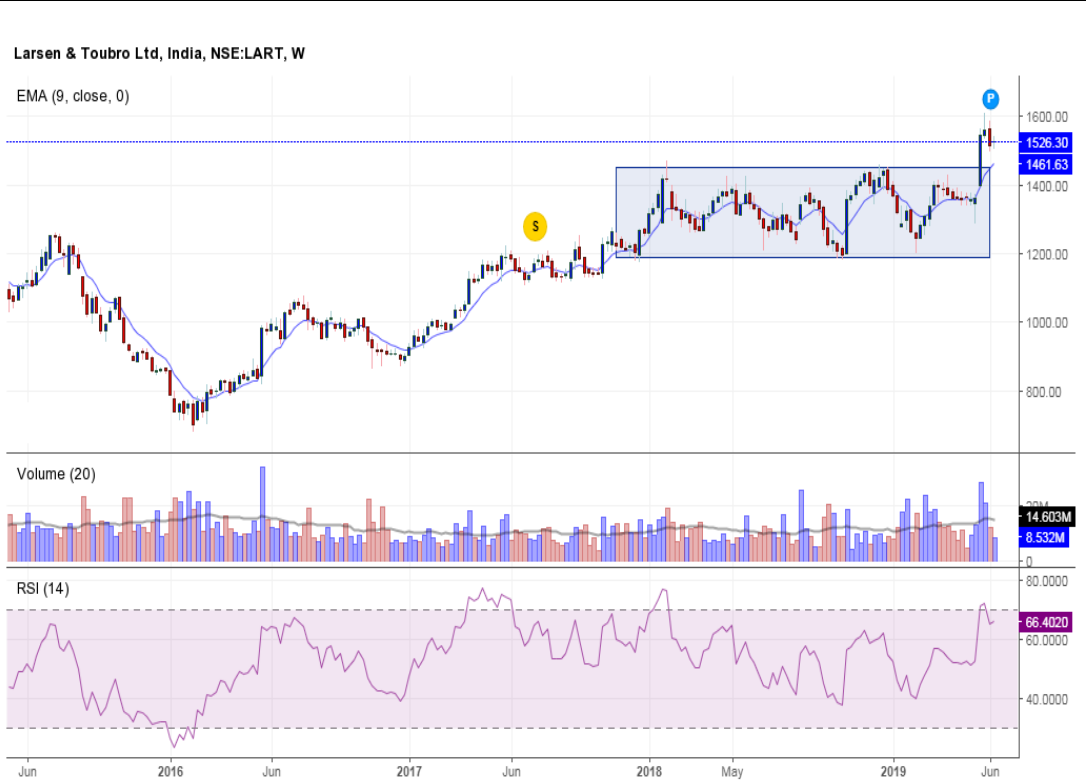 Larsen & Toubro Ltd, India, NSE:LART, W
EMA (9, close, 0)
P
1600.00
1526.30
1461.63
1400.00
S
1200.00
1000.00
800.00
Volume (20)
14.603M
8.532M
0
RSI (14)
80.0000
66.4020
60.0000
40.0000
Jun 2016 Jun 2017 Jun 2018 May 2019 Jun